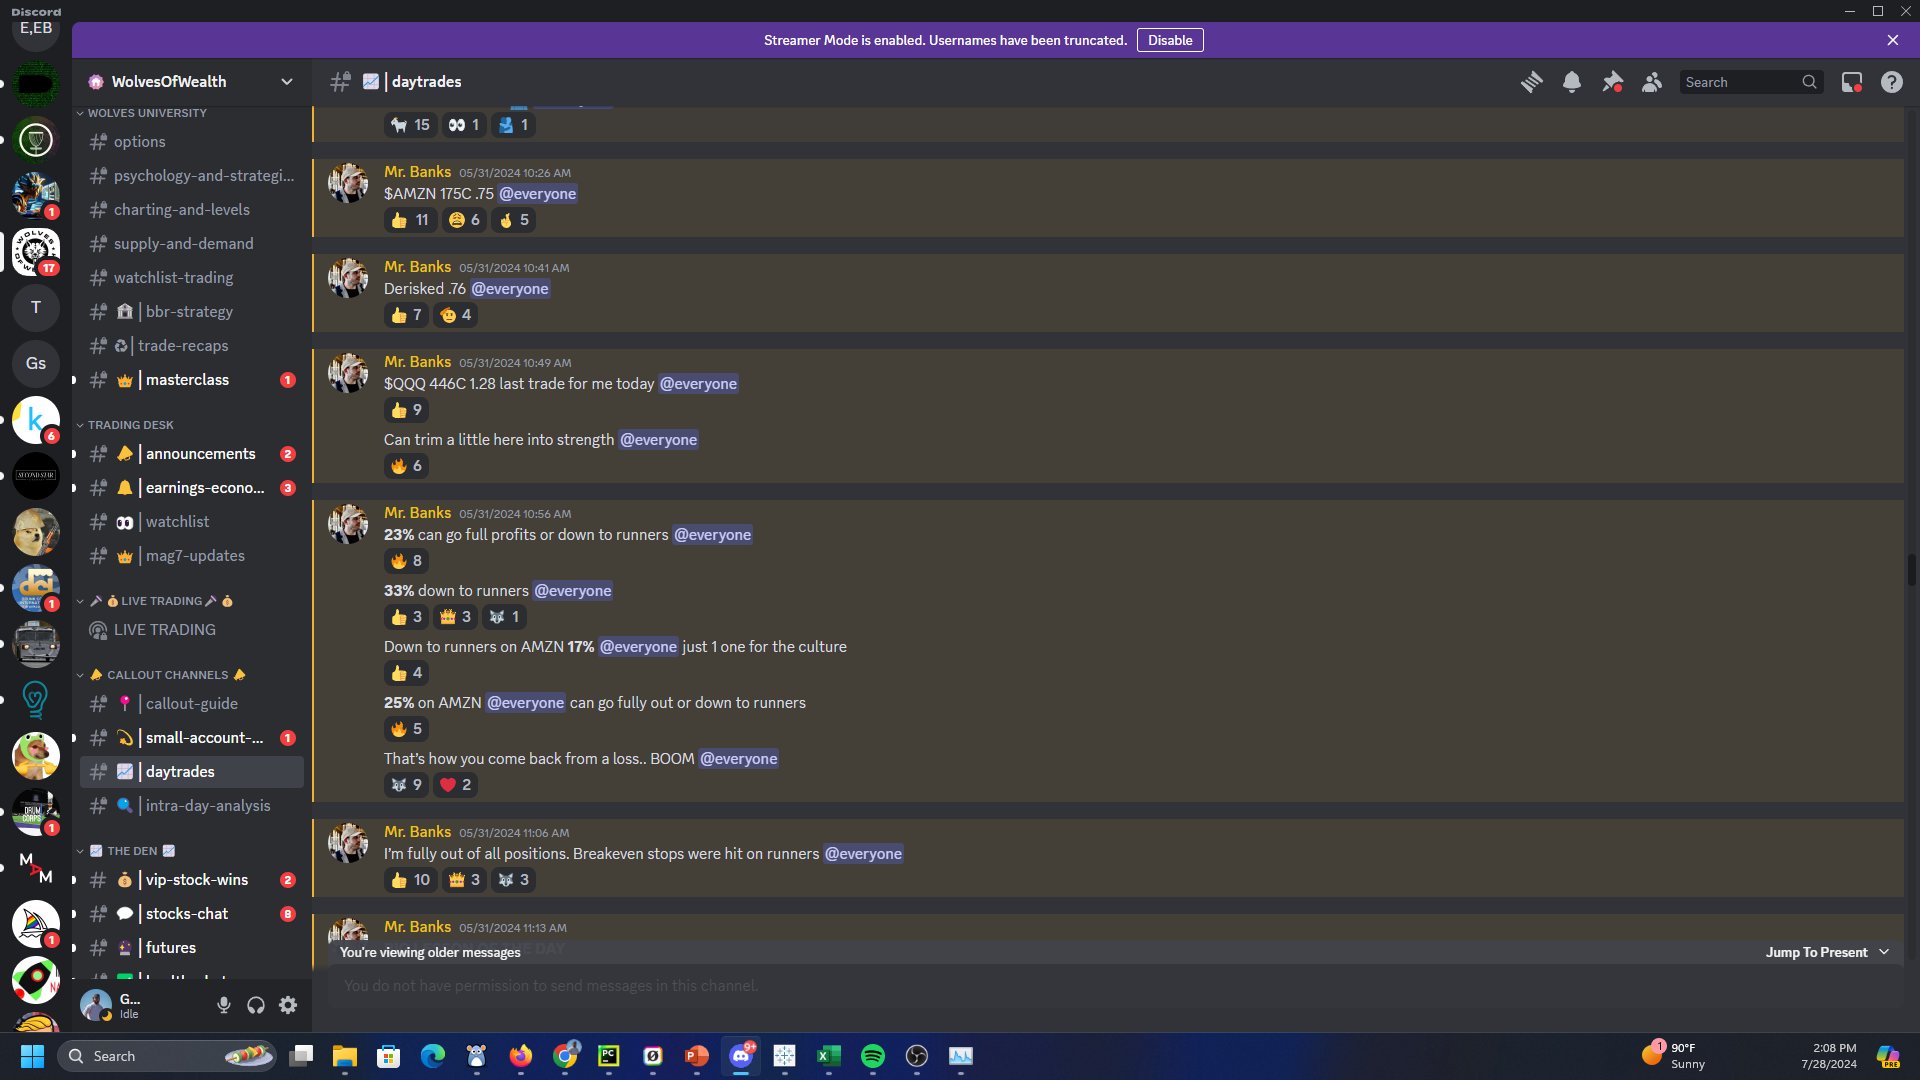 Discord
E,EB
Streamer Mode is enabled. Usernames have been truncated. Disable
WolvesOfWealth
| daytrades
Search
WOLVES UNIVERSITY
options
psychology-and-strategi...
charting-and-levels
supply-and-demand
watchlist-trading
| bbr-strategy
| trade-recaps
| masterclass 1
TRADING DESK
| announcements 2
| earnings-econo... 3
| watchlist
| mag7-updates
LIVE TRADING
LIVE TRADING
CALLOUT CHANNELS
| callout-guide
| small-account-... 1
| daytrades
| intra-day-analysis
THE DEN
| vip-stock-wins 2
| stocks-chat 8
| futures
G...
Idle
1
17
T
Gs
k
6
SECOND STAR
dci
1
DRUM CORPS
1
M A M
1
15 1 1
Mr. Banks 05/31/2024 10:26 AM
$AMZN 175C .75 @everyone
11 6 5
Mr. Banks 05/31/2024 10:41 AM
Derisked .76 @everyone
7 4
Mr. Banks 05/31/2024 10:49 AM
$QQQ 446C 1.28 last trade for me today @everyone
9
Can trim a little here into strength @everyone
6
Mr. Banks 05/31/2024 10:56 AM
23% can go full profits or down to runners @everyone
8
33% down to runners @everyone
3 3 1
Down to runners on AMZN 17% @everyone just 1 one for the culture
4
25% on AMZN @everyone can go fully out or down to runners
5
That's how you come back from a loss.. BOOM @everyone
9 2
Mr. Banks 05/31/2024 11:06 AM
I'm fully out of all positions. Breakeven stops were hit on runners @everyone
10 3 3
Mr. Banks 05/31/2024 11:13 AM
You're viewing older messages
Jump To Present
You do not have permission to send messages in this channel.
Search
PC
9+
1
90°F
Sunny
2:08 PM
7/28/2024
PRE